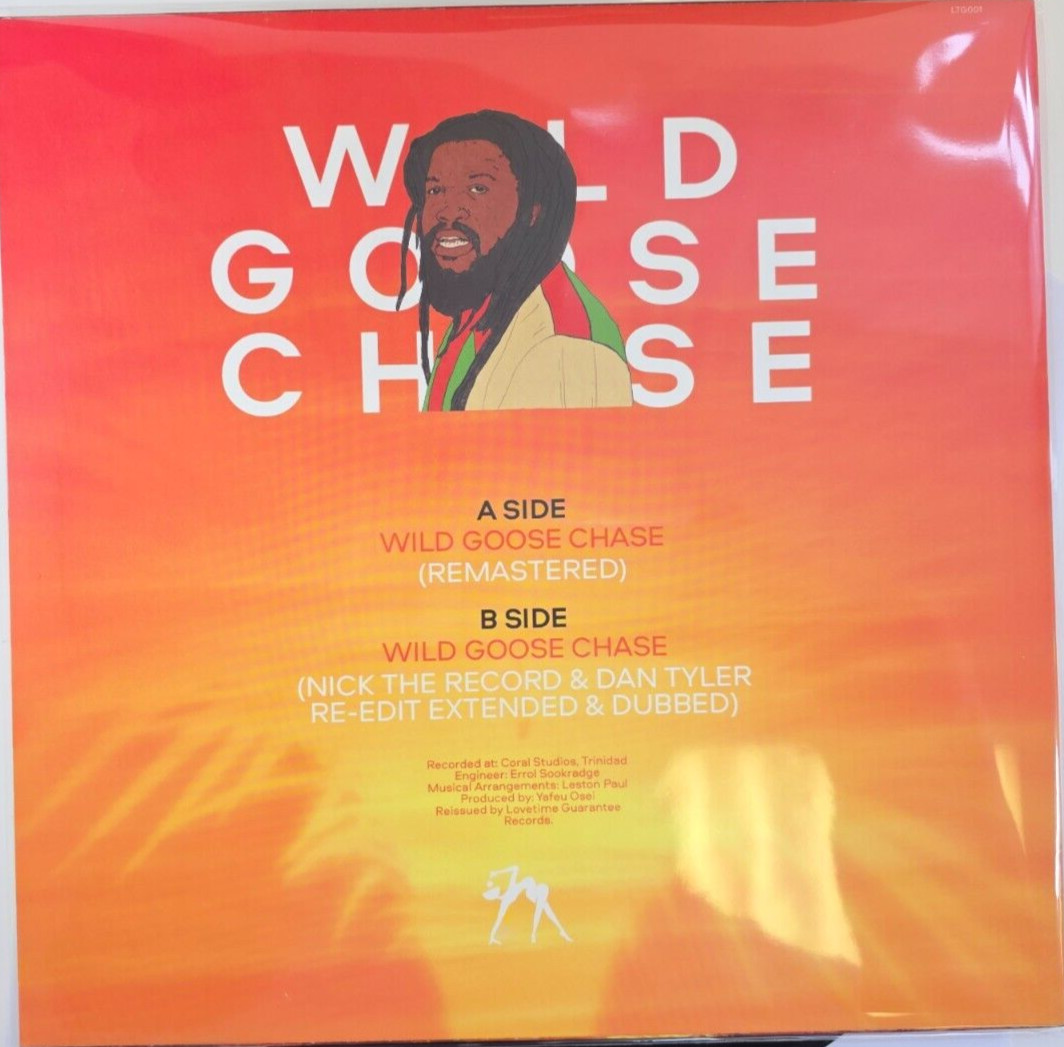 LTG001
WILD
GOOSE
CHASE
A SIDE
WILD GOOSE CHASE
(REMASTERED)
B SIDE
WILD GOOSE CHASE
(NICK THE RECORD & DAN TYLER
RE-EDIT EXTENDED & DUBBED)
Recorded at: Coral Studios, Trinidad
Engineer: Errol Sookradge
Musical Arrangements: Leston Paul
Produced by: Yafeu Osei
Reissued by Lovetime Guarantee
Records.